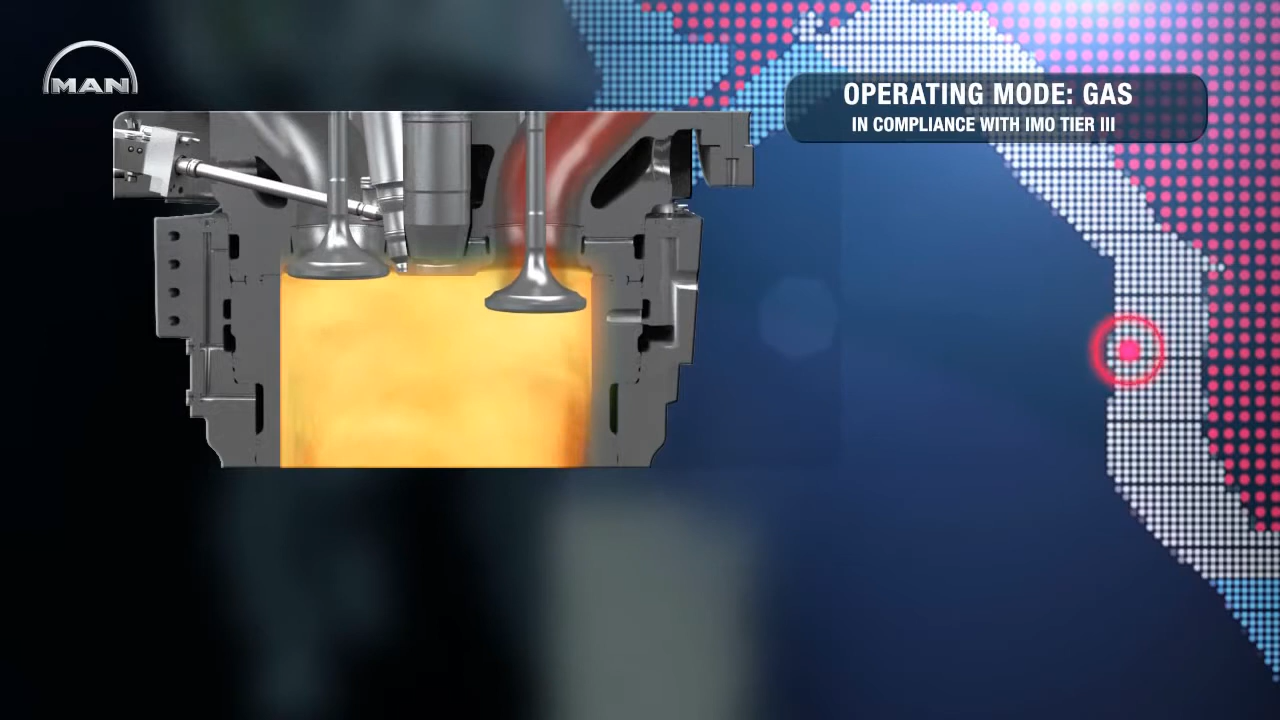 MAN
OPERATING MODE: GAS
IN COMPLIANCE WITH IMO TIER III